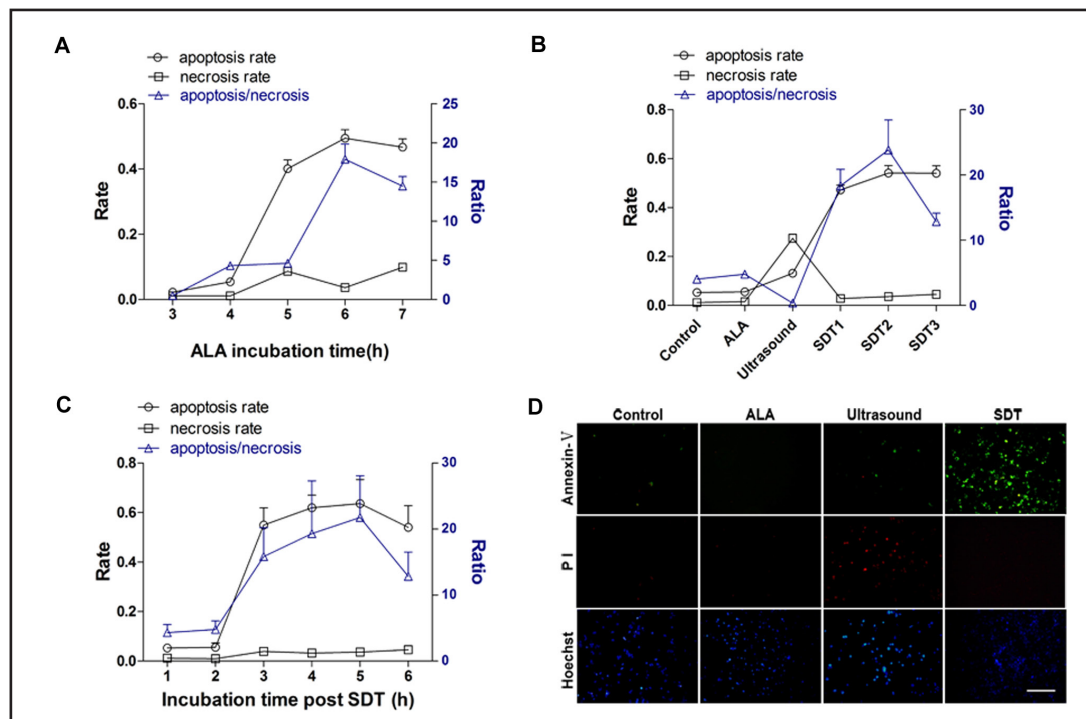 A
apoptosis rate
necrosis rate
apoptosis/necrosis
0.6
0.4
0.2
0.0
Rate
25
20
15
10
5
0
Ratio
3 4 5 6 7
ALA incubation time(h)
B
apoptosis rate
necrosis rate
apoptosis/necrosis
0.8
0.6
0.4
0.2
0.0
Rate
30
20
10
0
Ratio
Control ALA Ultrasound SDT1 SDT2 SDT3
C
apoptosis rate
necrosis rate
apoptosis/necrosis
0.8
0.6
0.4
0.2
0.0
Rate
30
20
10
0
Ratio
1 2 3 4 5 6
Incubation time post SDT (h)
D
Control ALA Ultrasound SDT
Annexin-V
PI
Hoechst